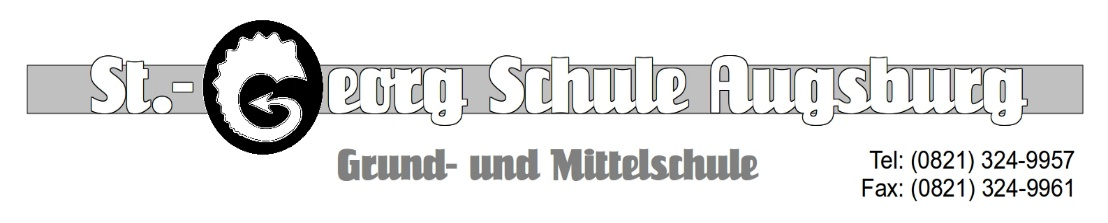 St.-Georg Schule Augsburg
Grund- und Mittelschule
Tel: (0821) 324-9957
Fax: (0821) 324-9961